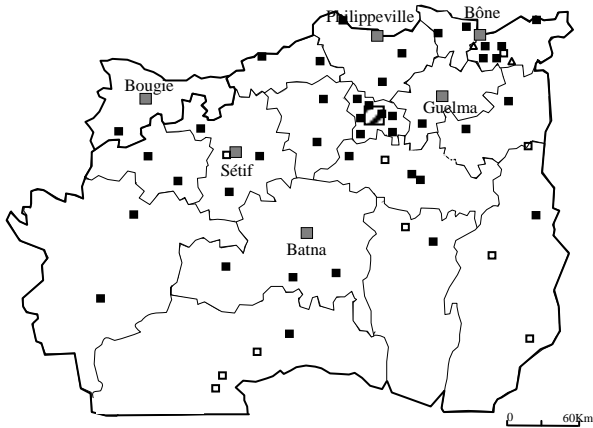 Philippeville
Bône
Bougie
Guelma
Sétif
Batna
0 60Km